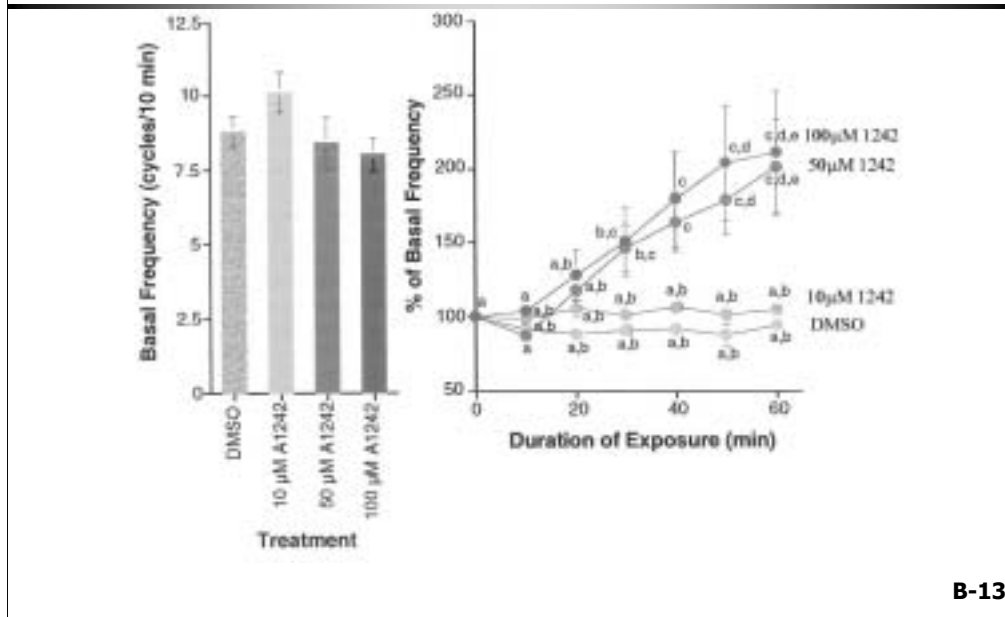 Basal Frequency (cycles/10 min)
12.5
10
7.5
5
2.5
0
DMSO
10 µM A1242
50 µM A1242
100 µM A1242
Treatment
% of Basal Frequency
300
250
200
150
100
50
0
20
40
60
Duration of Exposure (min)
a
a
a,b
b,c
c
c,d
c,d,e
100µM 1242
a,b
b,c
c
c,d
c,d,e
50µM 1242
a,b
a,b
a,b
a,b
a,b
a,b
10µM 1242
a,b
a
a,b
a,b
a,b
a,b
a,b
DMSO
B-13